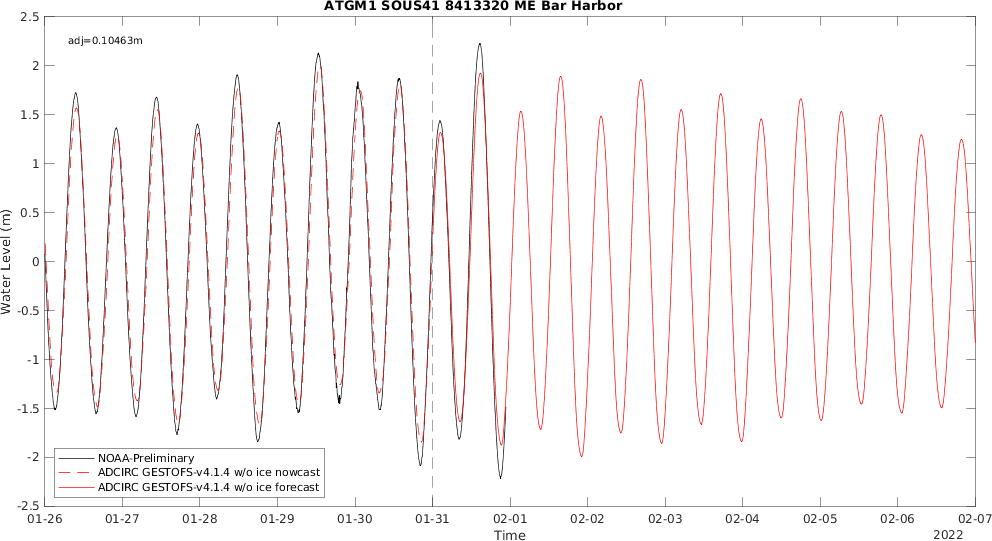 ATGM1 SOUS41 8413320 ME Bar Harbor
adj=0.10463m
2.5
2
1.5
1
0.5
0
-0.5
-1
-1.5
-2
-2.5
Water Level (m)
NOAA-Preliminary
ADCIRC GESTOFS-v4.1.4 w/o ice nowcast
ADCIRC GESTOFS-v4.1.4 w/o ice forecast
01-26 01-27 01-28 01-29 01-30 01-31 02-01 02-02 02-03 02-04 02-05 02-06 02-07
Time
2022